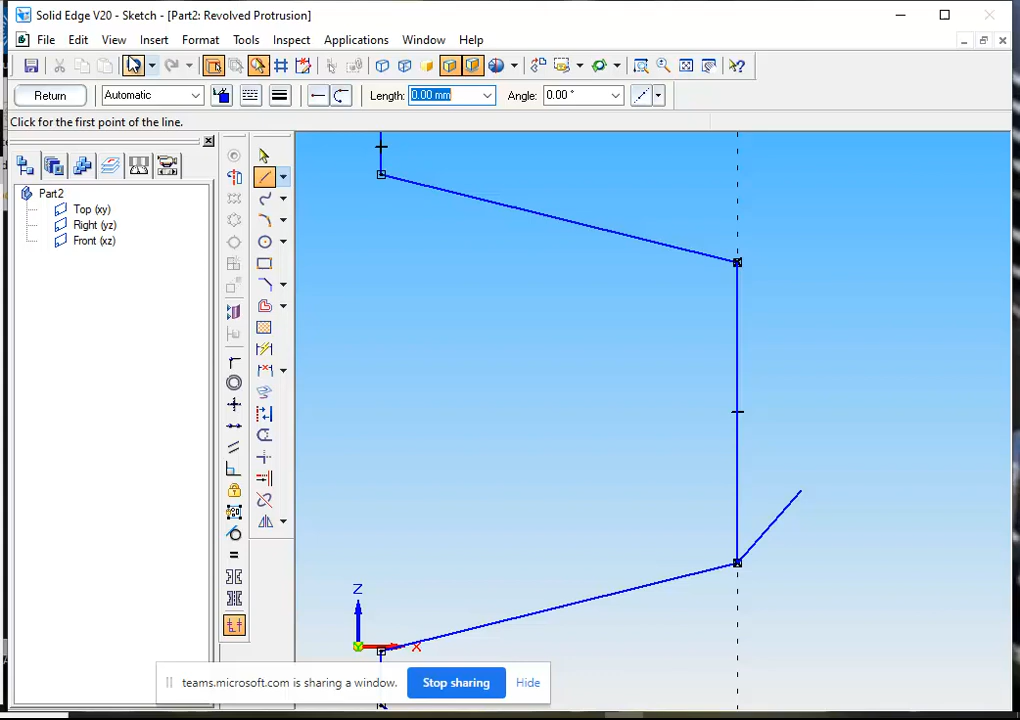 Solid Edge V20 - Sketch - [Part2: Revolved Protrusion]
File Edit View Insert Format Tools Inspect Applications Window Help
Return Automatic Length: 0.00 mm Angle: 0.00 °
Click for the first point of the line.
Part2
Top (xy)
Right (yz)
Front (xz)
Z
X
teams.microsoft.com is sharing a window. Stop sharing Hide